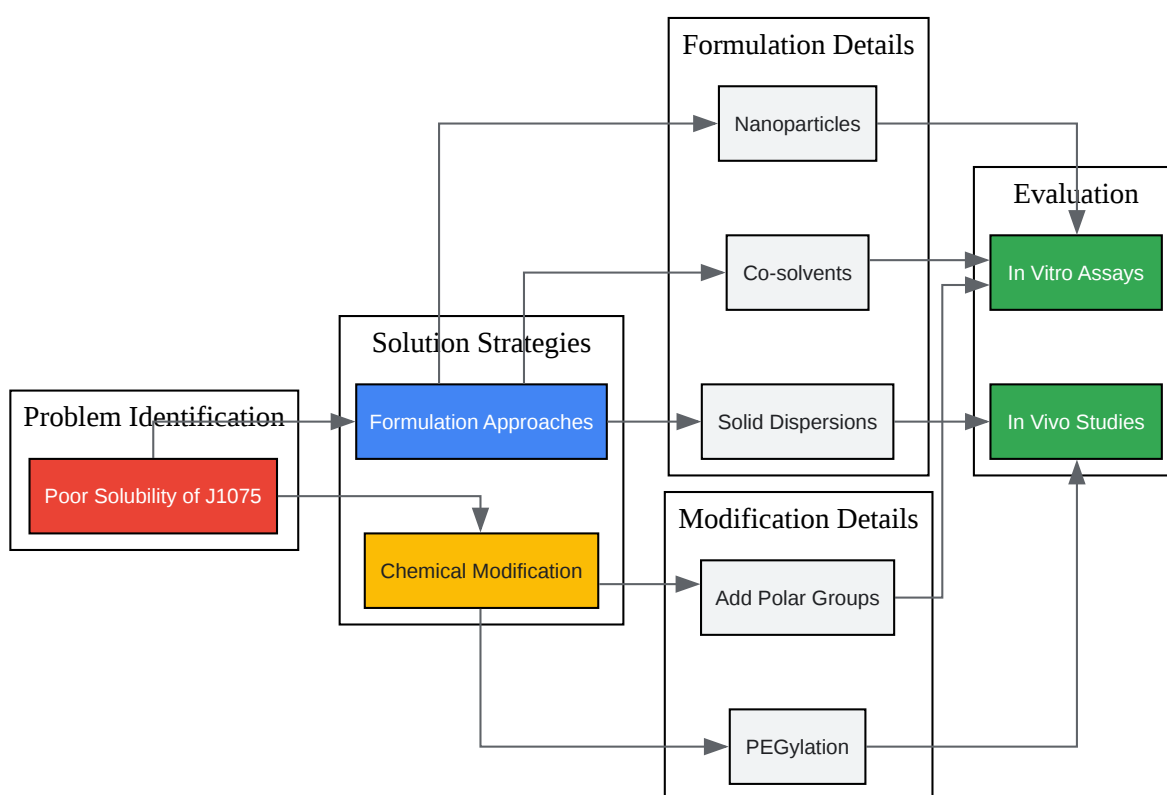 Problem Identification
Poor Solubility of J1075
Solution Strategies
Formulation Approaches
Chemical Modification
Formulation Details
Nanoparticles
Co-solvents
Solid Dispersions
Modification Details
Add Polar Groups
PEGylation
Evaluation
In Vitro Assays
In Vivo Studies